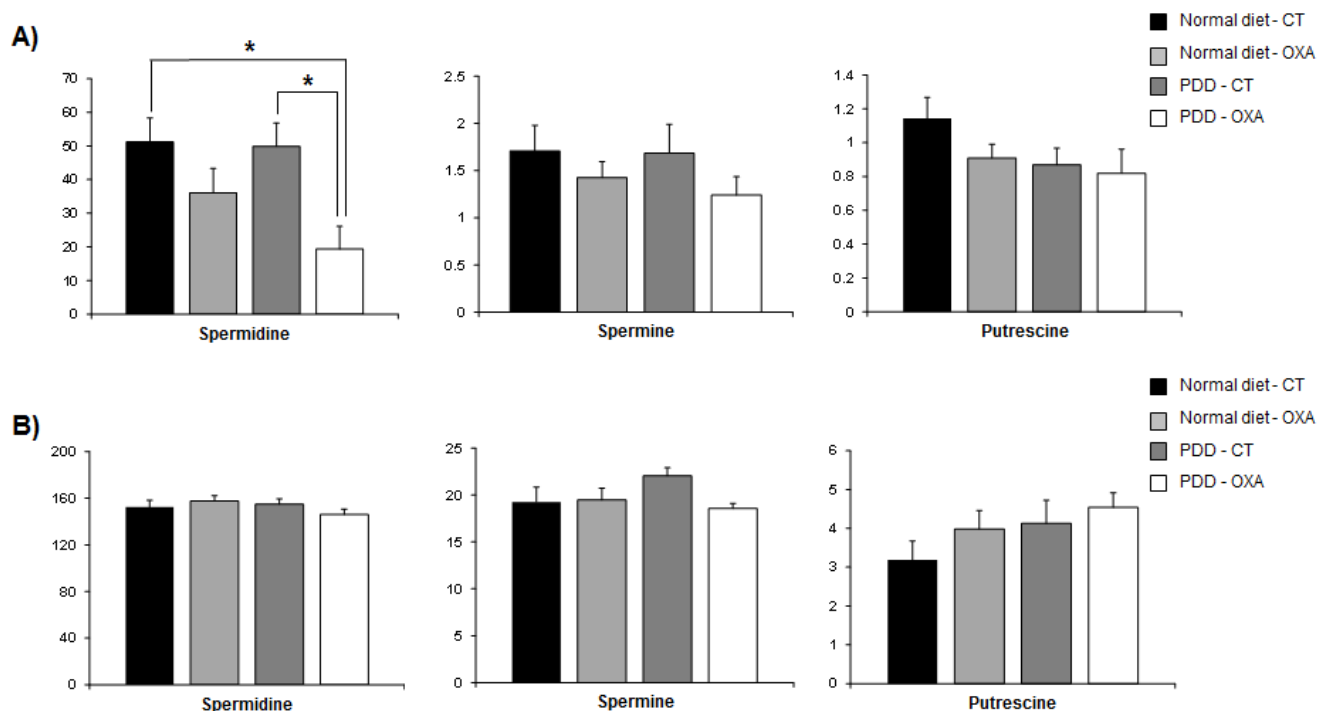 A)
Normal diet - CT
Normal diet - OXA
PDD - CT
PDD - OXA
*
*
70
60
50
40
30
20
10
0
Spermidine
2.5
2
1.5
1
0.5
0
Spermine
1.4
1.2
1
0.8
0.6
0.4
0.2
0
Putrescine
B)
Normal diet - CT
Normal diet - OXA
PDD - CT
PDD - OXA
200
160
120
80
40
0
Spermidine
25
20
15
10
5
0
Spermine
6
5
4
3
2
1
0
Putrescine